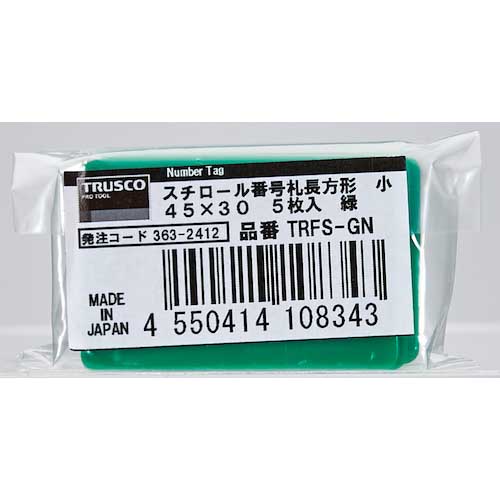 Number Tag
TRUSCO
PRO TOOL
スチロール番号札長方形 小
45×30 5枚入 緑
発注コード 363-2412 品番 TRFS-GN
MADE
IN
JAPAN
4 550414 108343